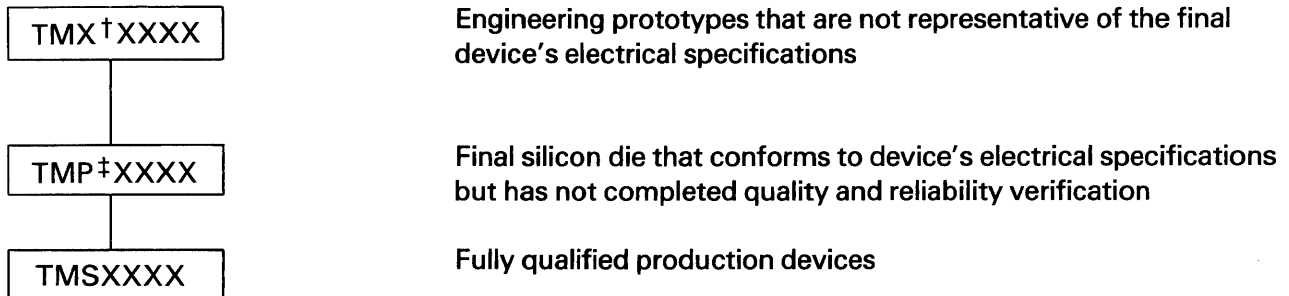 TMX†XXXX
Engineering prototypes that are not representative of the final
device's electrical specifications
TMP‡XXXX
Final silicon die that conforms to device's electrical specifications
but has not completed quality and reliability verification
TMSXXXX
Fully qualified production devices